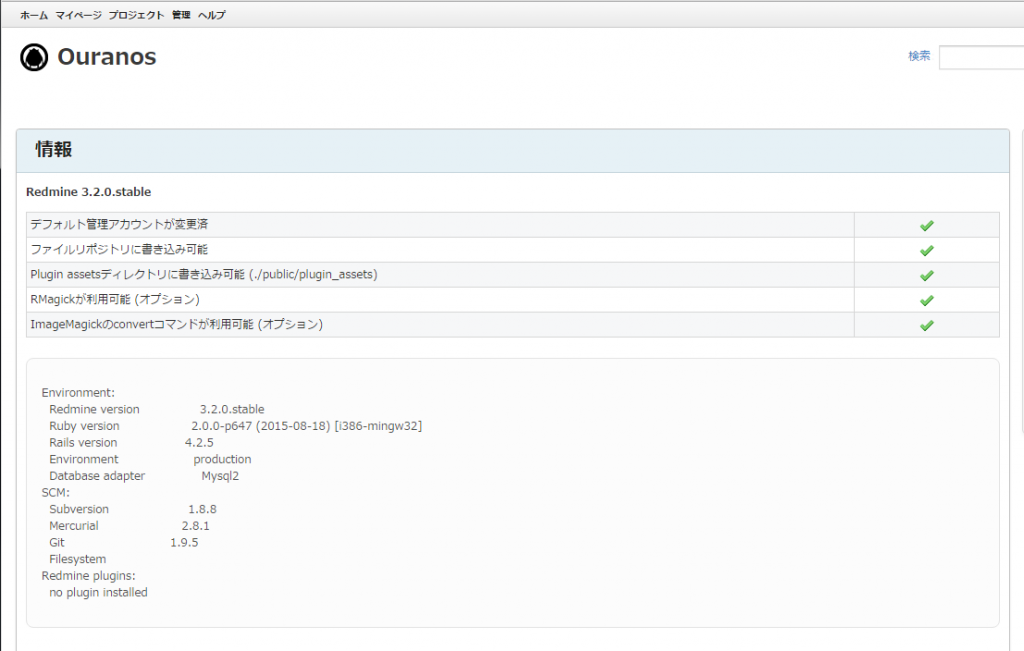 ホーム マイページ プロジェクト 管理 ヘルプ
Ouranos
検索
情報
Redmine 3.2.0.stable
デフォルト管理アカウントが変更済
ファイルリポジトリに書き込み可能
Plugin assetsディレクトリに書き込み可能 (./public/plugin_assets)
RMagickが利用可能 (オプション)
ImageMagickのconvertコマンドが利用可能 (オプション)
Environment:
Redmine version 3.2.0.stable
Ruby version 2.0.0-p647 (2015-08-18) [i386-mingw32]
Rails version 4.2.5
Environment production
Database adapter Mysql2
SCM:
Subversion 1.8.8
Mercurial 2.8.1
Git 1.9.5
Filesystem
Redmine plugins:
no plugin installed